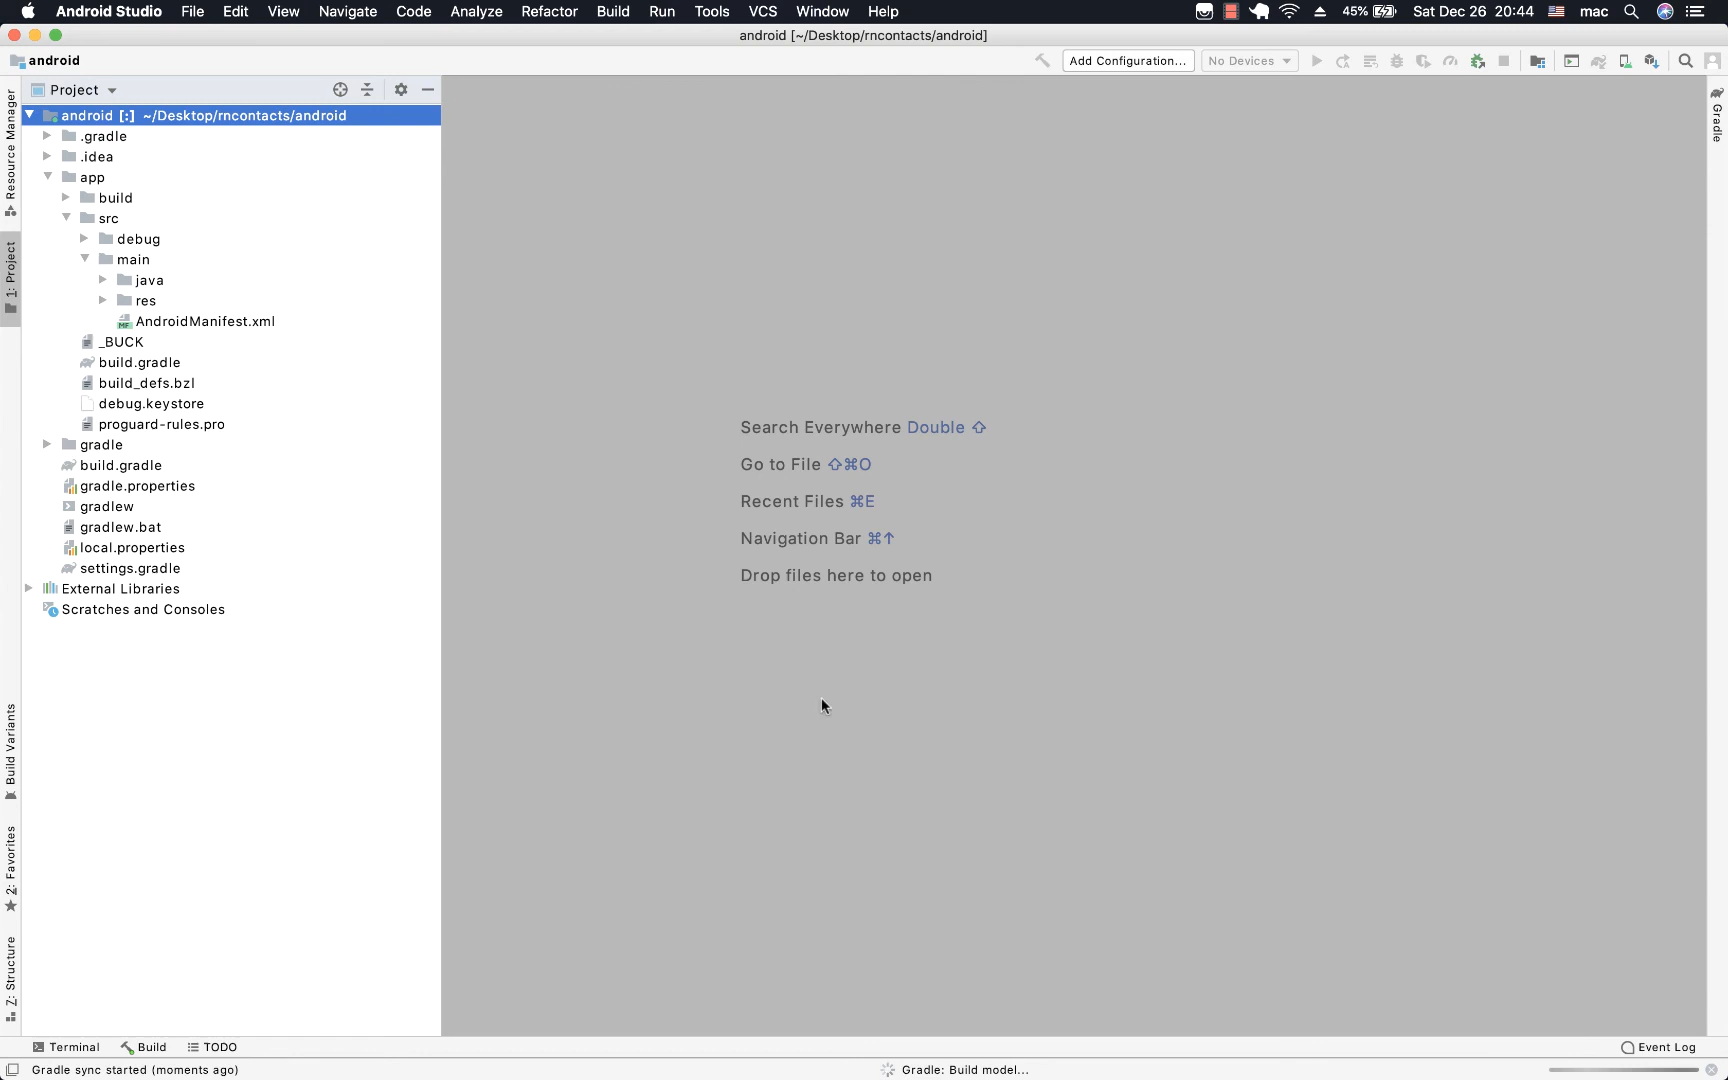 Android Studio File Edit View Navigate Code Analyze Refactor Build Run Tools VCS Window Help 45% Sat Dec 26 20:44 mac
android [~/Desktop/rncontacts/android]
android Add Configuration... No Devices
Project
android [:] ~/Desktop/rncontacts/android
.gradle
.idea
app
build
src
debug
main
java
res
AndroidManifest.xml
_BUCK
build.gradle
build_defs.bzl
debug.keystore
proguard-rules.pro
gradle
build.gradle
gradle.properties
gradlew
gradlew.bat
local.properties
settings.gradle
External Libraries
Scratches and Consoles
Resource Manager
1: Project
Build Variants
2: Favorites
Z: Structure
Search Everywhere Double ⇧
Go to File ⇧⌘O
Recent Files ⌘E
Navigation Bar ⌘↑
Drop files here to open
Gradle
Terminal Build TODO Event Log
Gradle sync started (moments ago) Gradle: Build model...